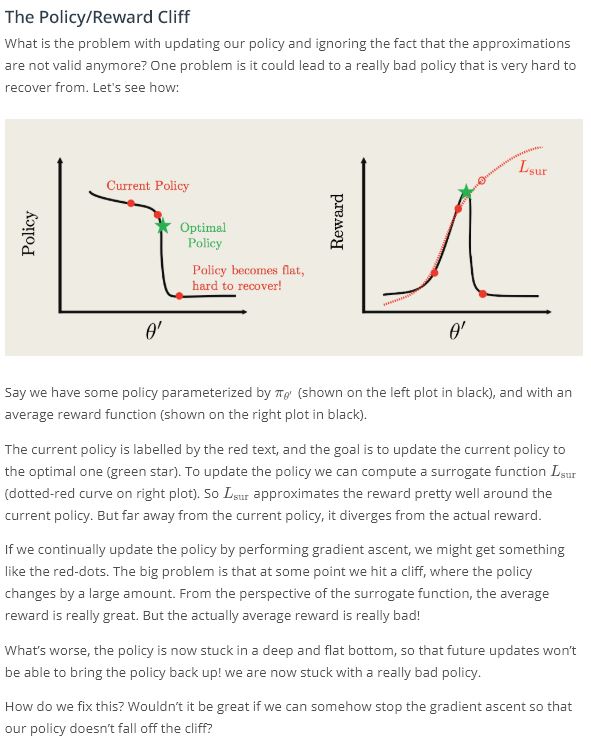 The Policy/Reward Cliff
What is the problem with updating our policy and ignoring the fact that the approximations
are not valid anymore? One problem is it could lead to a really bad policy that is very hard to
recover from. Let's see how:
Policy
Current Policy
Optimal
Policy
Policy becomes flat,
hard to recover!
θ′
Reward
Lsur
θ′
Say we have some policy parameterized by πθ′ (shown on the left plot in black), and with an
average reward function (shown on the right plot in black).
The current policy is labelled by the red text, and the goal is to update the current policy to
the optimal one (green star). To update the policy we can compute a surrogate function Lsur
(dotted-red curve on right plot). So Lsur approximates the reward pretty well around the
current policy. But far away from the current policy, it diverges from the actual reward.
If we continually update the policy by performing gradient ascent, we might get something
like the red-dots. The big problem is that at some point we hit a cliff, where the policy
changes by a large amount. From the perspective of the surrogate function, the average
reward is really great. But the actually average reward is really bad!
What’s worse, the policy is now stuck in a deep and flat bottom, so that future updates won’t
be able to bring the policy back up! we are now stuck with a really bad policy.
How do we fix this? Wouldn’t it be great if we can somehow stop the gradient ascent so that
our policy doesn’t fall off the cliff?